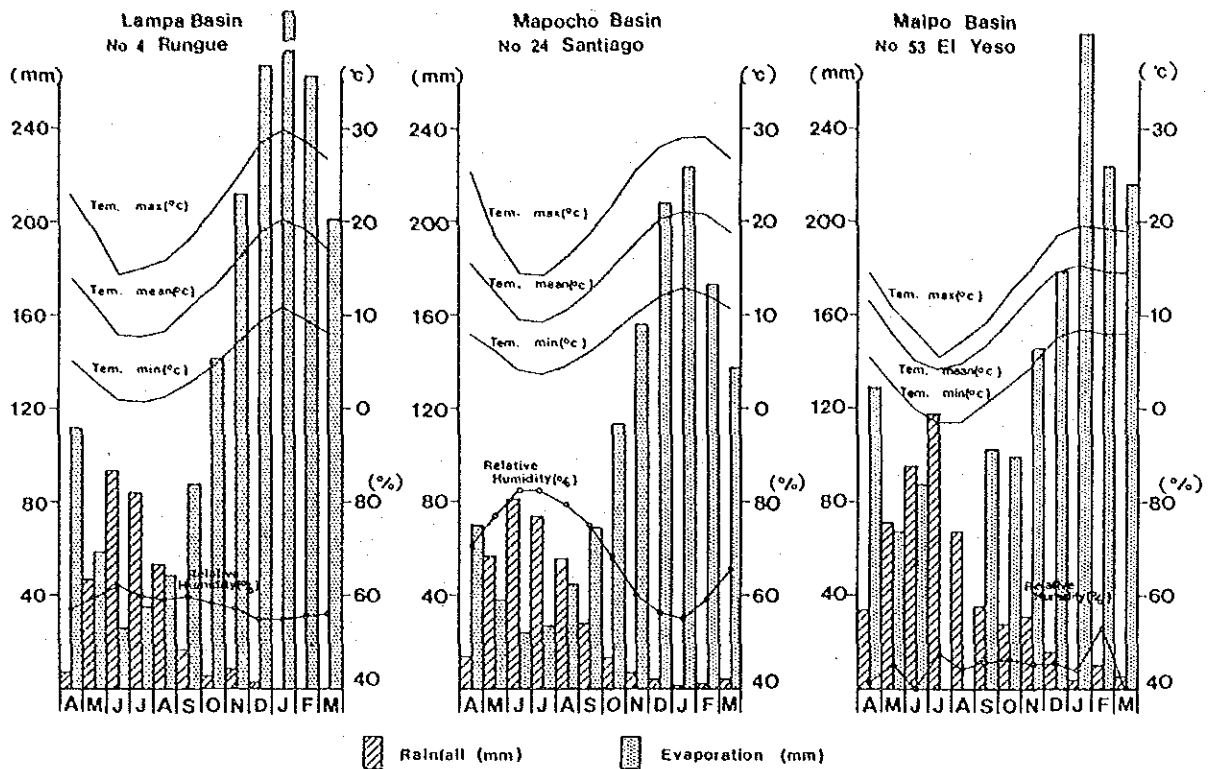 Lampa Basin
No 4 Rungue
Mapocho Basin
No 24 Santiago
Maipo Basin
No 53 El Yeso
(mm)
(℃)
(mm)
(℃)
(mm)
(℃)
240
200
160
120
80
40
30
20
10
0
(%)
80
60
40
Tem. max(°c)
Tem. mean(°c)
Tem. min(°c)
Relative
Humidity(%)
A M J J A S O N D J F M
240
200
160
120
80
40
30
20
10
0
(%)
80
60
40
Tem. max(°c)
Tem. mean(°c)
Tem. min(°c)
Relative
Humidity(%)
A M J J A S O N D J F M
240
200
160
120
80
40
30
20
10
0
(%)
80
60
40
Tem. max(°c)
Tem. mean(°c)
Tem. min(°c)
Relative
Humidity(%)
A M J J A S O N D J F M
Rainfall (mm)
Evaporation (mm)